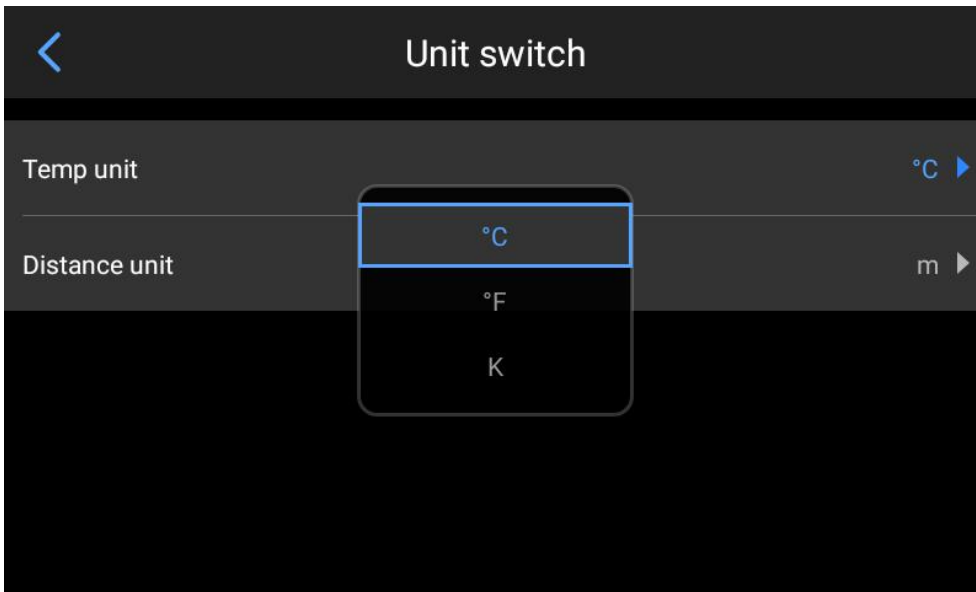 Unit switch
Temp unit °C
°C
Distance unit m
°F
K